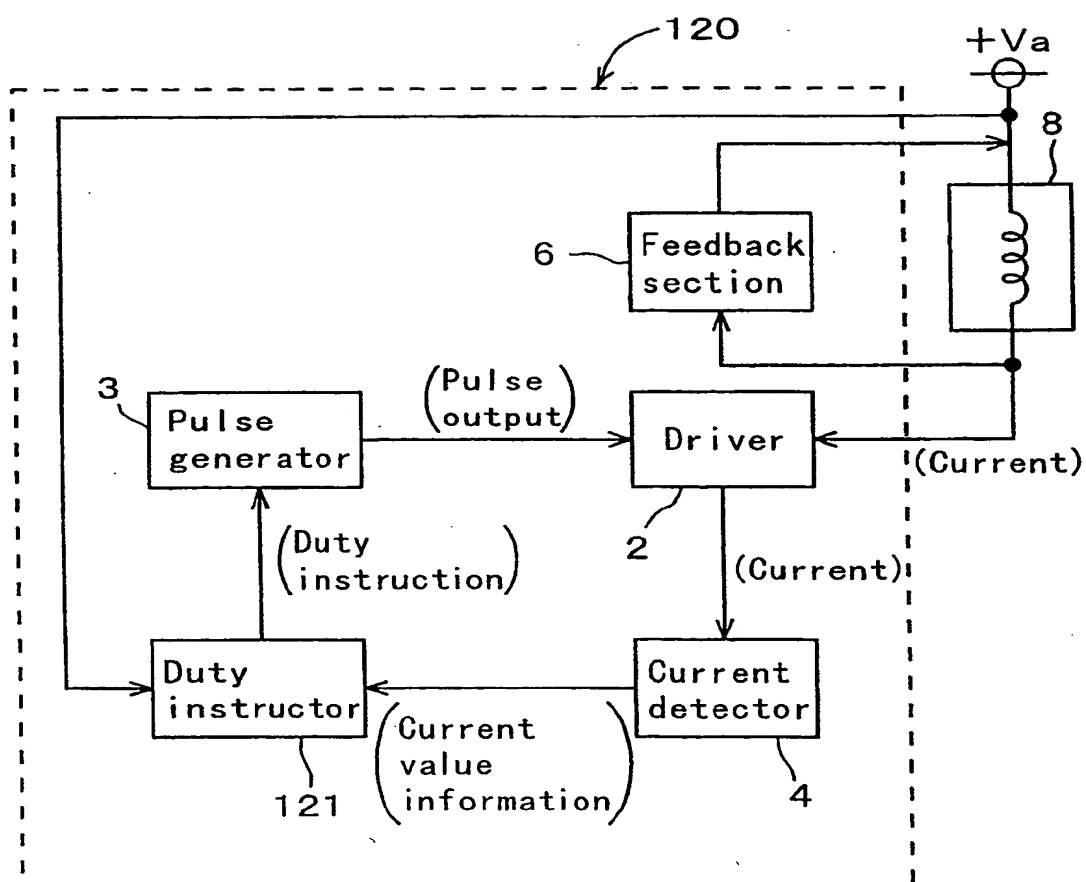 120
+Va
8
6
Feedback
section
3
Pulse
generator
(Pulse
output)
Driver
(Current)
2
(Duty
instruction)
(Current)
Duty
instructor
Current
detector
(Current
value
information)
121
4